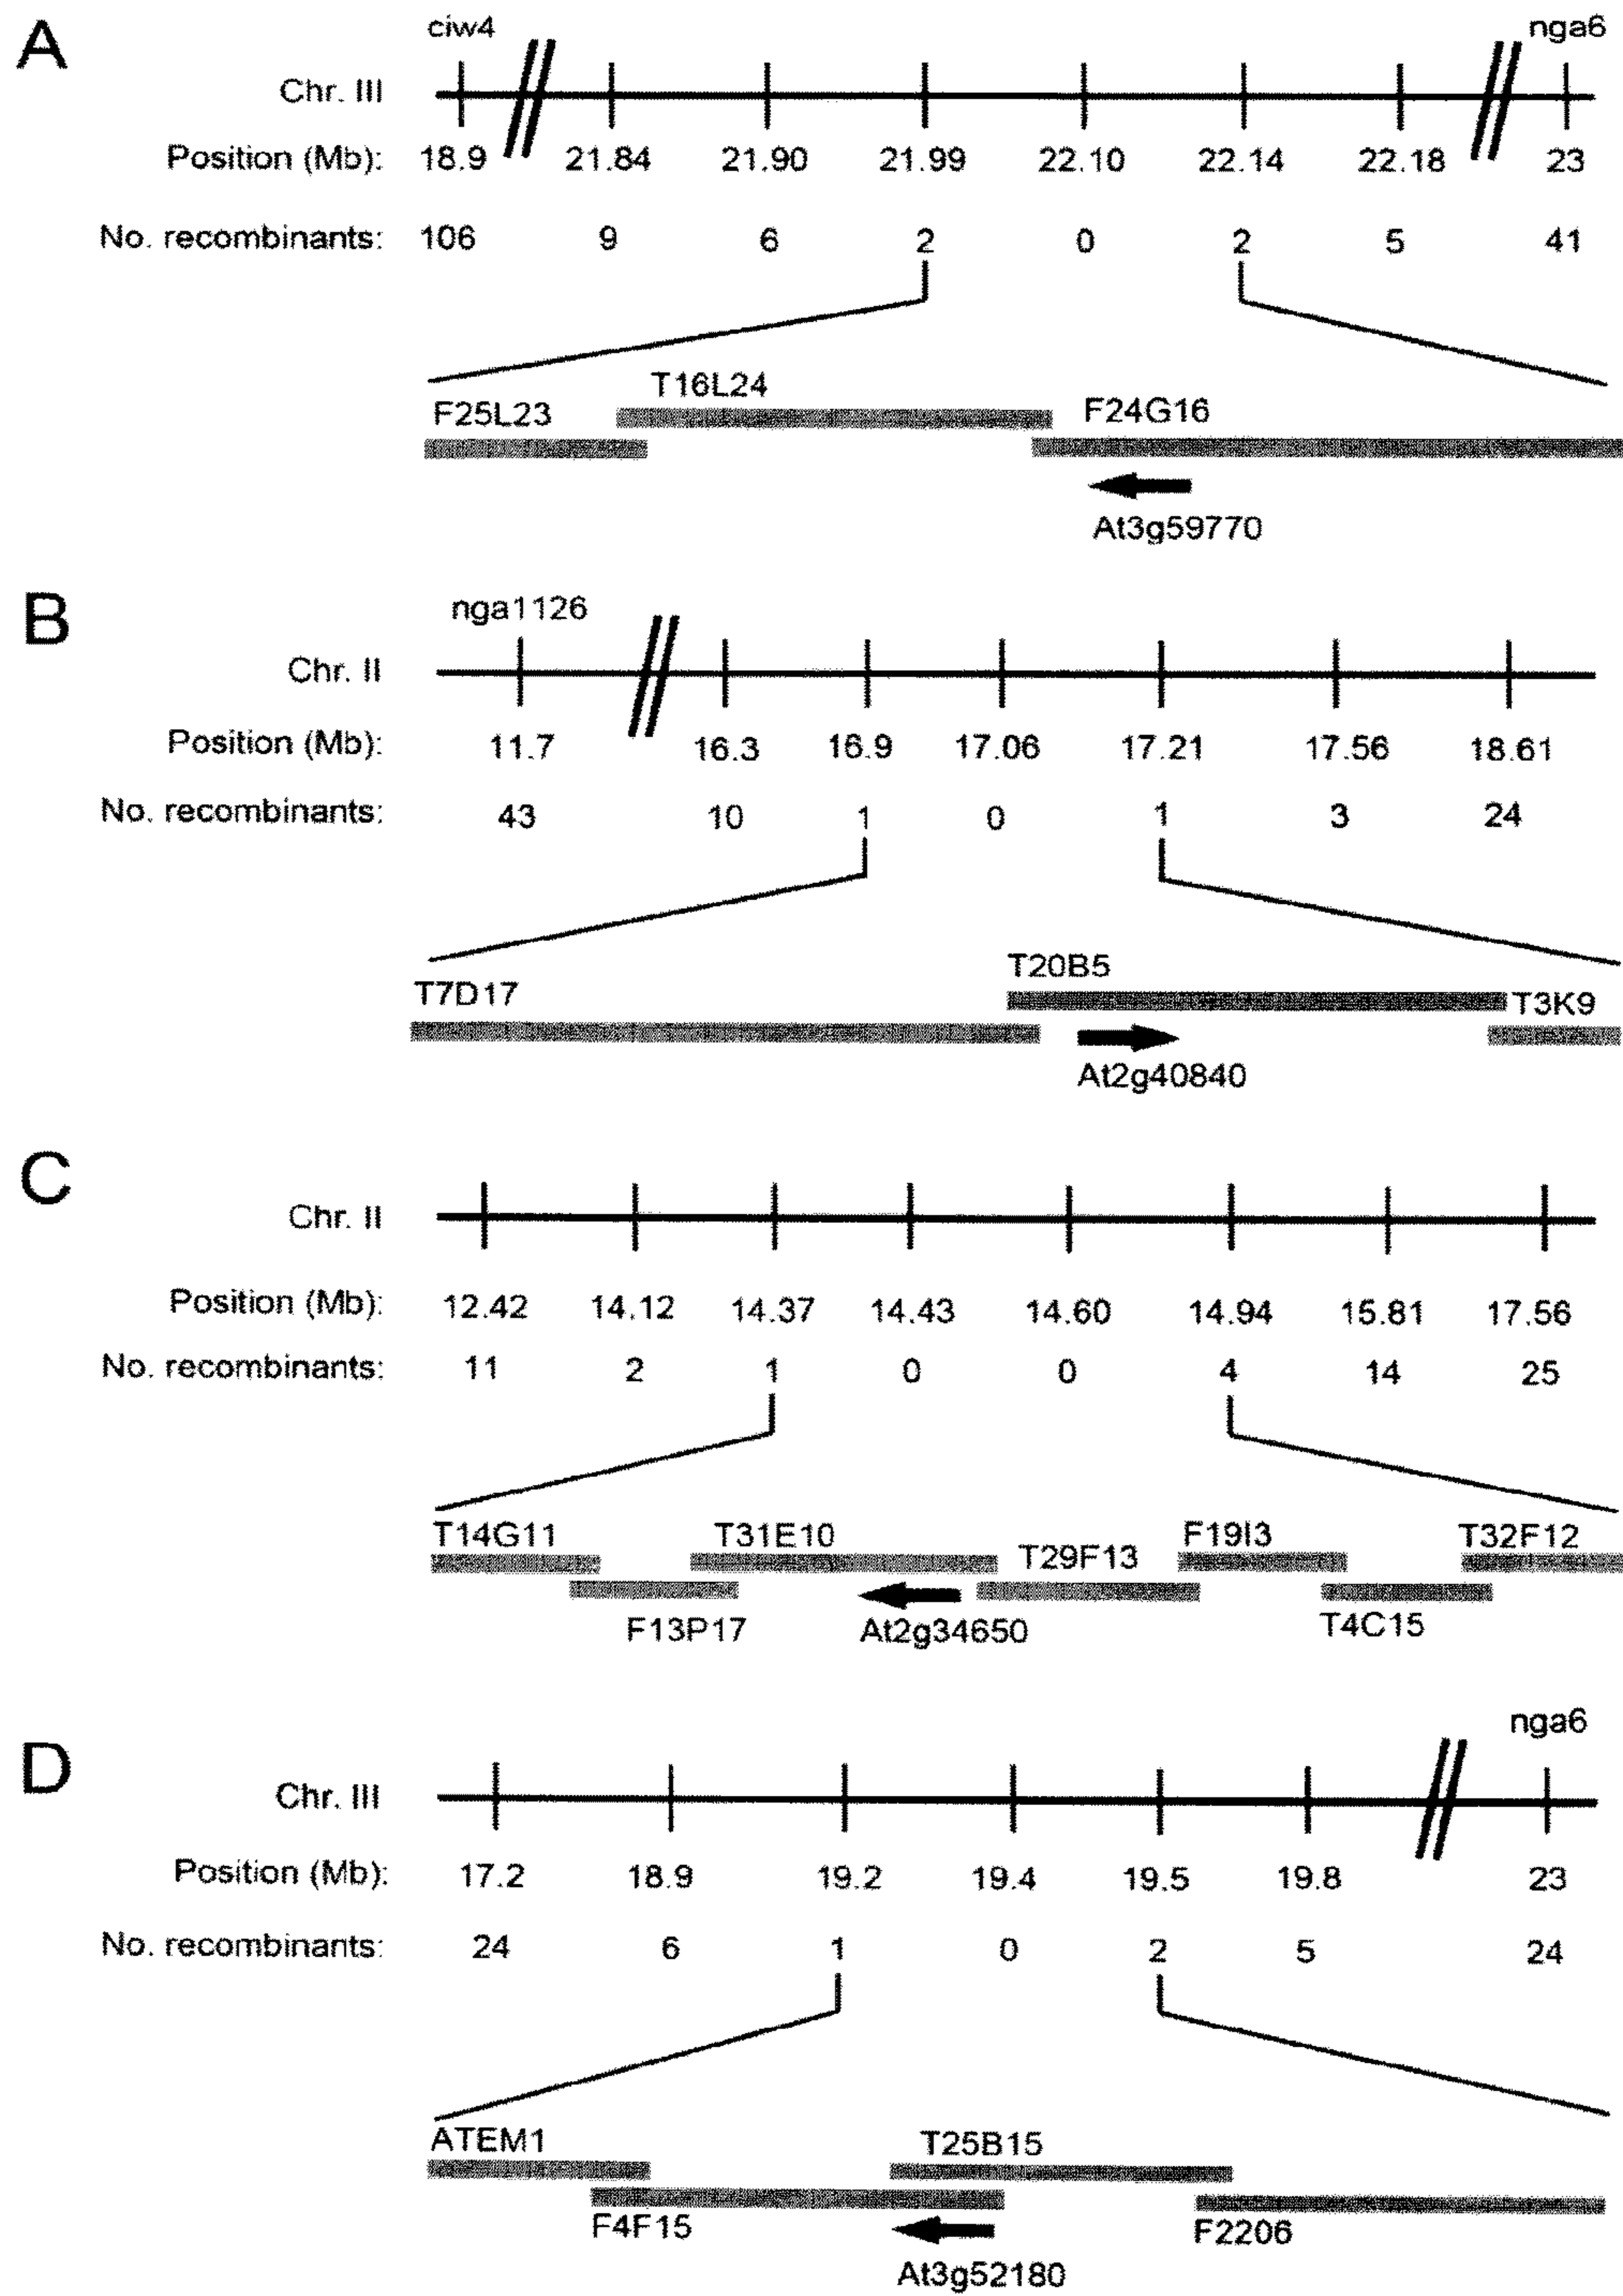 A
ciw4 nga6
Chr. III
Position (Mb): 18.9 21.84 21.90 21.99 22.10 22.14 22.18 23
No. recombinants: 106 9 6 2 0 2 5 41
T16L24
F25L23 F24G16
At3g59770
B
nga1126
Chr. II
Position (Mb): 11.7 16.3 16.9 17.06 17.21 17.56 18.61
No. recombinants: 43 10 1 0 1 3 24
T20B5
T7D17 T3K9
At2g40840
C
Chr. II
Position (Mb): 12.42 14.12 14.37 14.43 14.60 14.94 15.81 17.56
No. recombinants: 11 2 1 0 0 4 14 25
T14G11 T31E10 T29F13 F19I3 T32F12
F13P17 At2g34650 T4C15
D
nga6
Chr. III
Position (Mb): 17.2 18.9 19.2 19.4 19.5 19.8 23
No. recombinants: 24 6 1 0 2 5 24
ATEM1 T25B15
F4F15 F2206
At3g52180